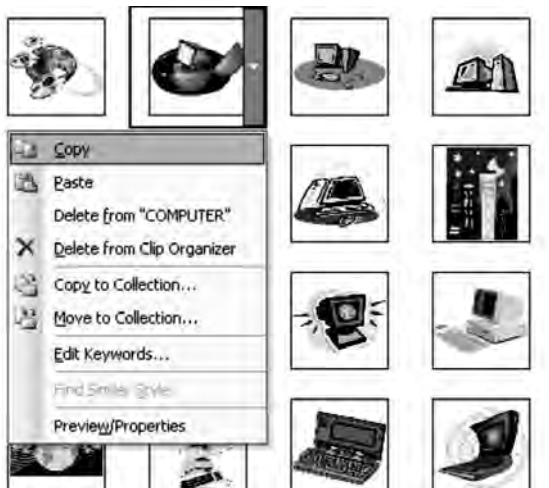 Copy
Paste
Delete from "COMPUTER"
Delete from Clip Organizer
Copy to Collection...
Move to Collection...
Edit Keywords...
Find Similar Style
Preview/Properties